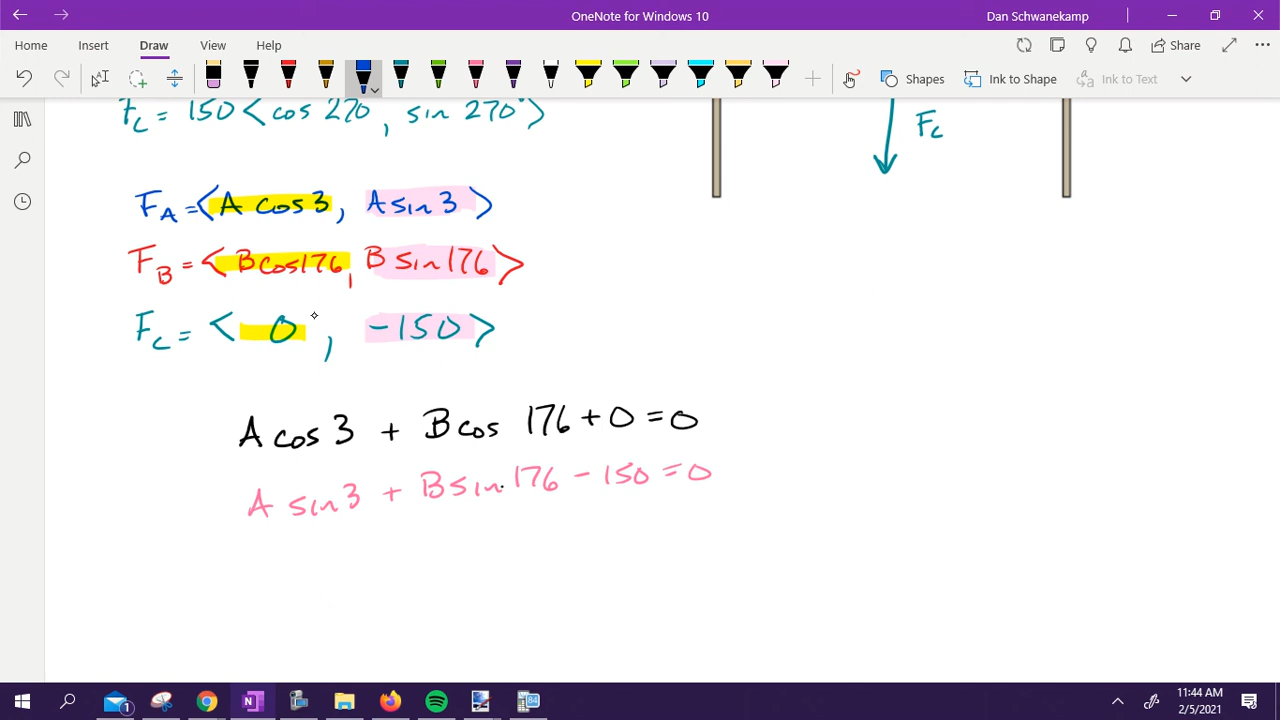 OneNote for Windows 10
Dan Schwanekamp
Home Insert Draw View Help
Share
Shapes
Ink to Shape
Ink to Text
F_C = 150 <cos 270°, sin 270°>
F_C
F_A = <A cos 3, A sin 3>
F_B = <B cos 176, B sin 176>
F_C = < 0 , -150 >
A cos 3 + B cos 176 + 0 = 0
A sin 3 + B sin 176 - 150 = 0
11:44 AM
2/5/2021